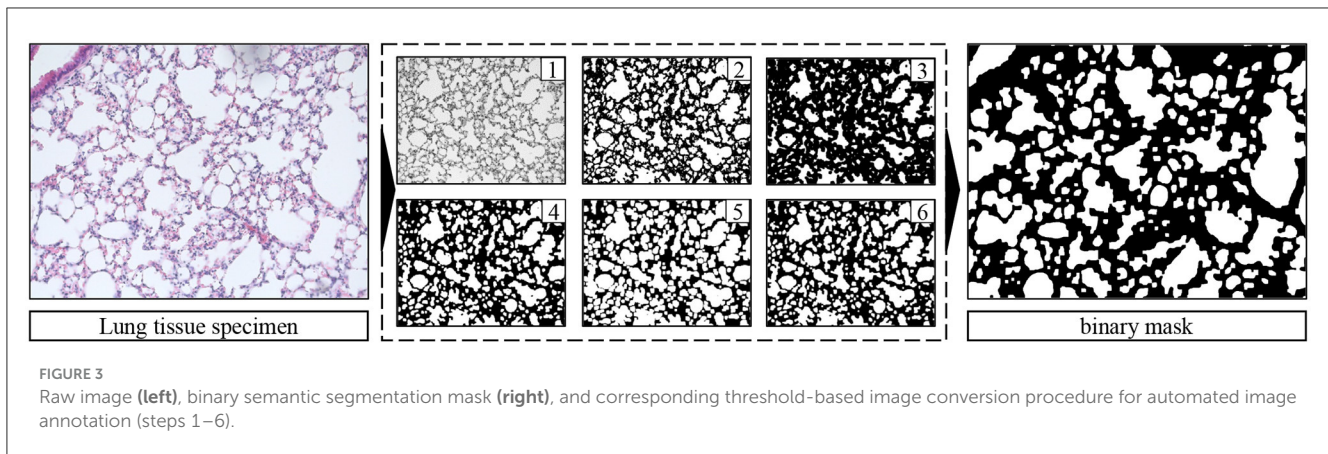 1
2
3
4
5
6
Lung tissue specimen
binary mask
FIGURE 3
Raw image (left), binary semantic segmentation mask (right), and corresponding threshold-based image conversion procedure for automated image
annotation (steps 1–6).